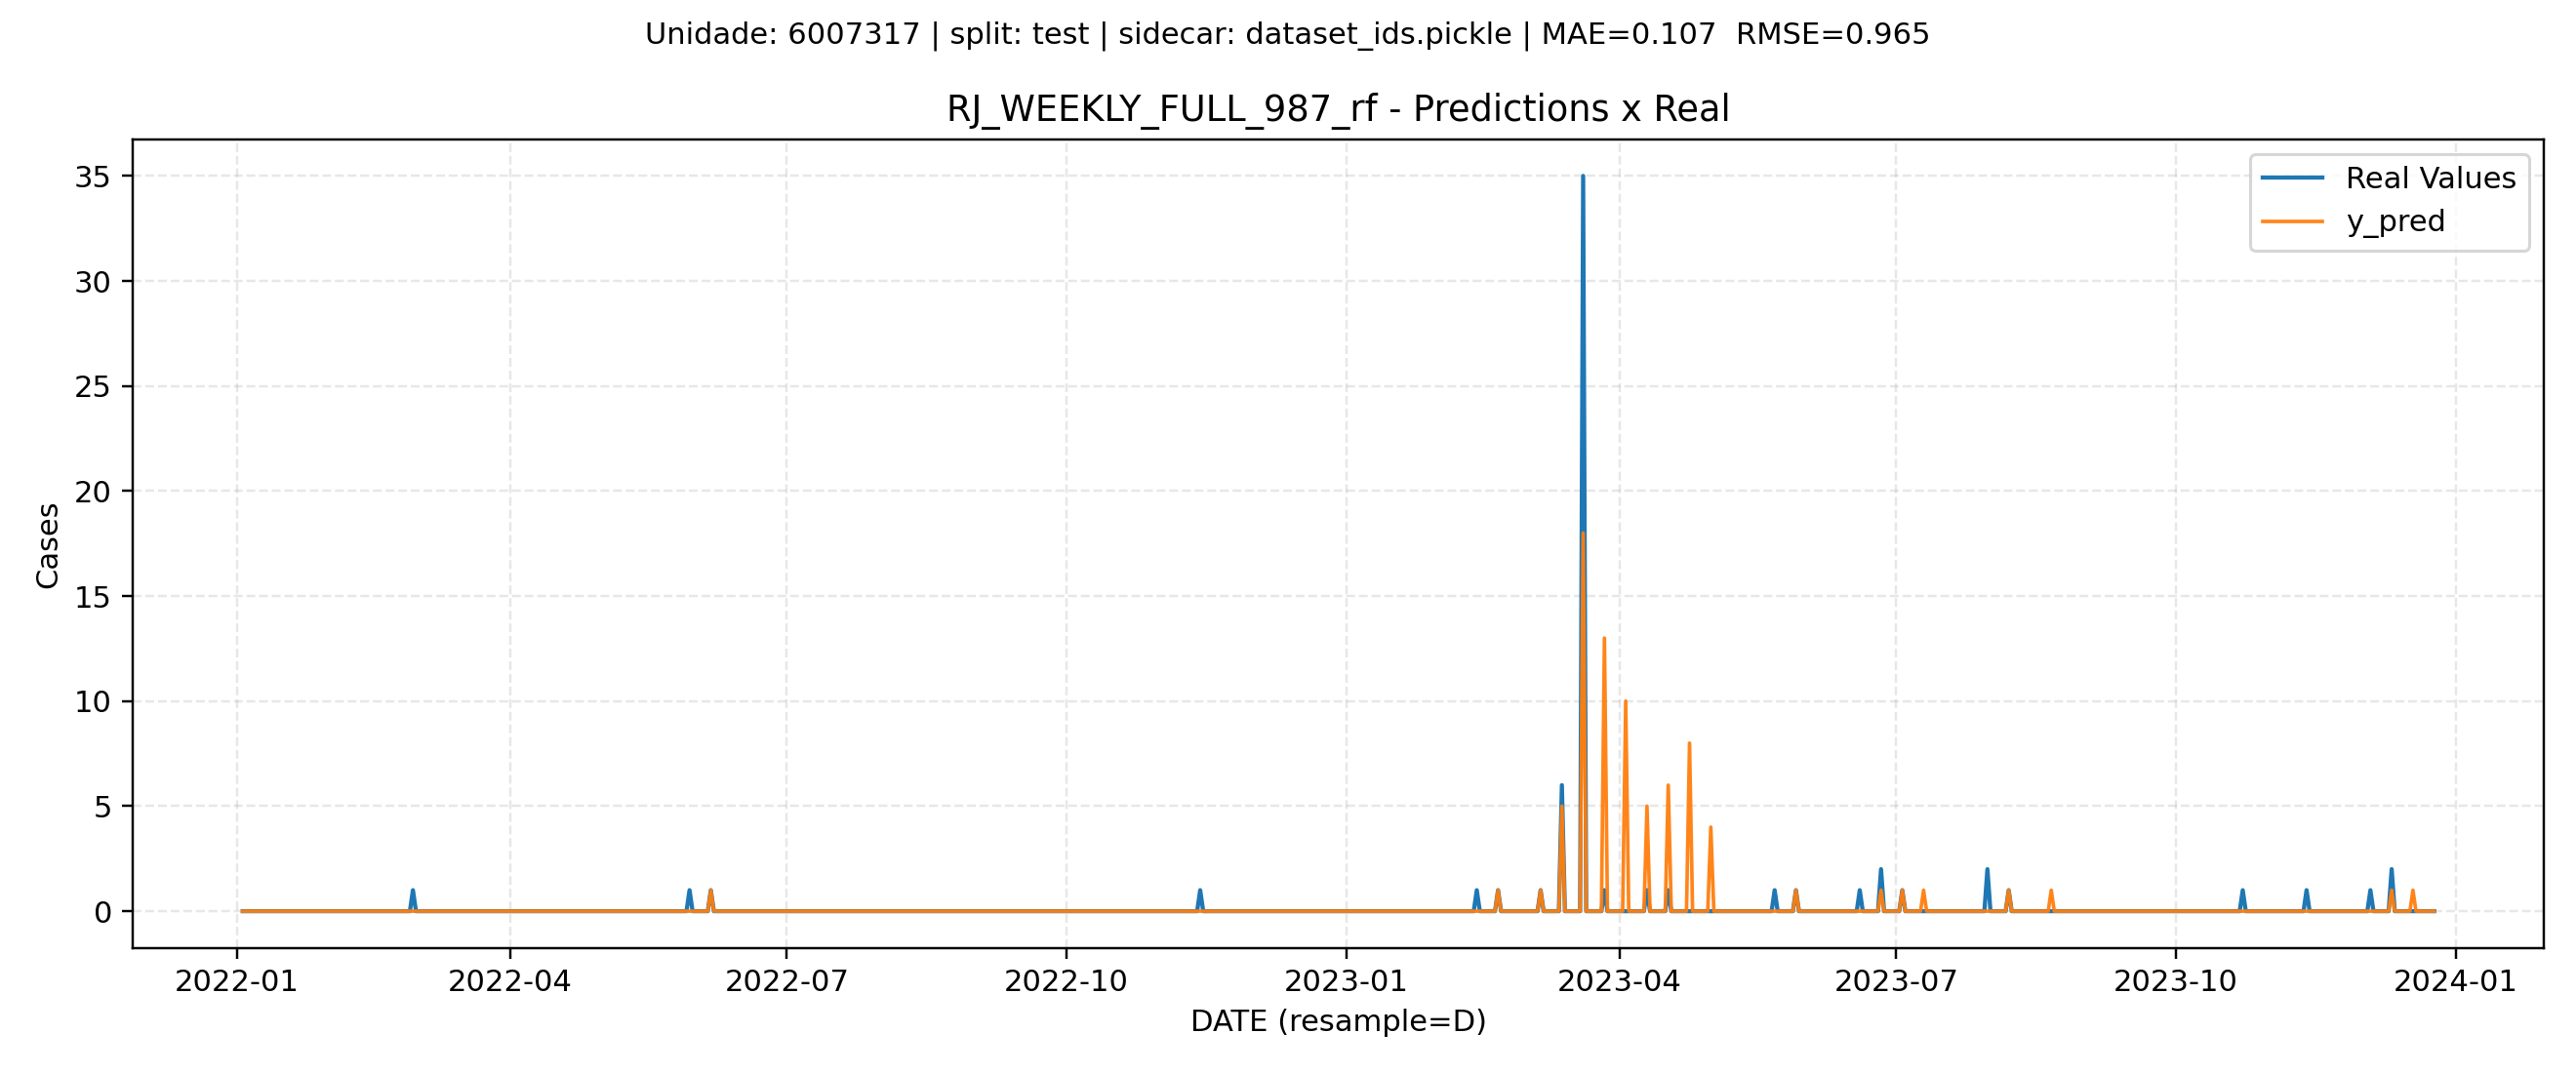 Unidade: 6007317 | split: test | sidecar: dataset_ids.pickle | MAE=0.107  RMSE=0.965
RJ_WEEKLY_FULL_987_rf - Predictions x Real
Real Values
y_pred
35
30
25
20
15
10
5
0
Cases
2022-01 2022-04 2022-07 2022-10 2023-01 2023-04 2023-07 2023-10 2024-01
DATE (resample=D)